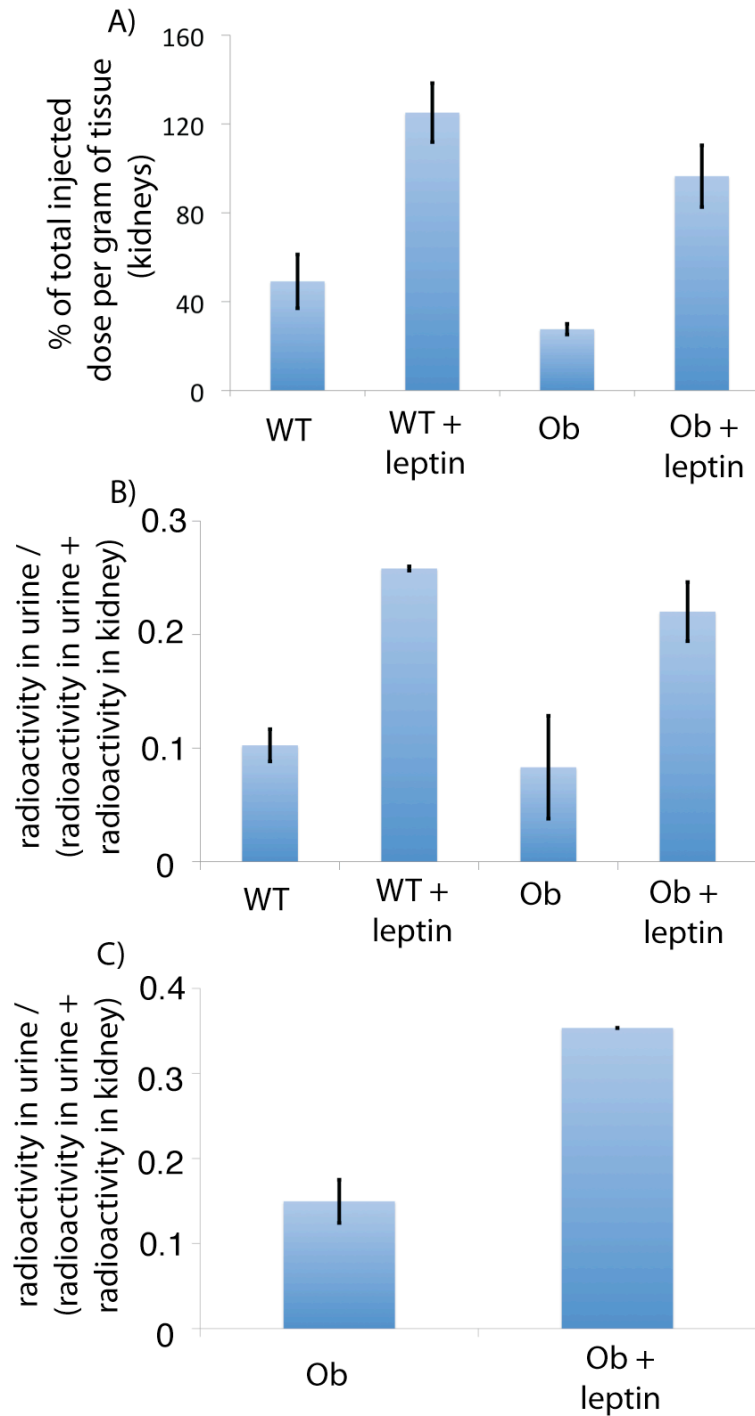 A)
% of total injected
dose per gram of tissue
(kidneys)
160
120
80
40
0
WT
WT +
leptin
Ob
Ob +
leptin
B)
radioactivity in urine /
(radioactivity in urine +
radioactivity in kidney)
0.3
0.2
0.1
0
WT
WT +
leptin
Ob
Ob +
leptin
C)
radioactivity in urine /
(radioactivity in urine +
radioactivity in kidney)
0.4
0.3
0.2
0.1
0
Ob
Ob +
leptin